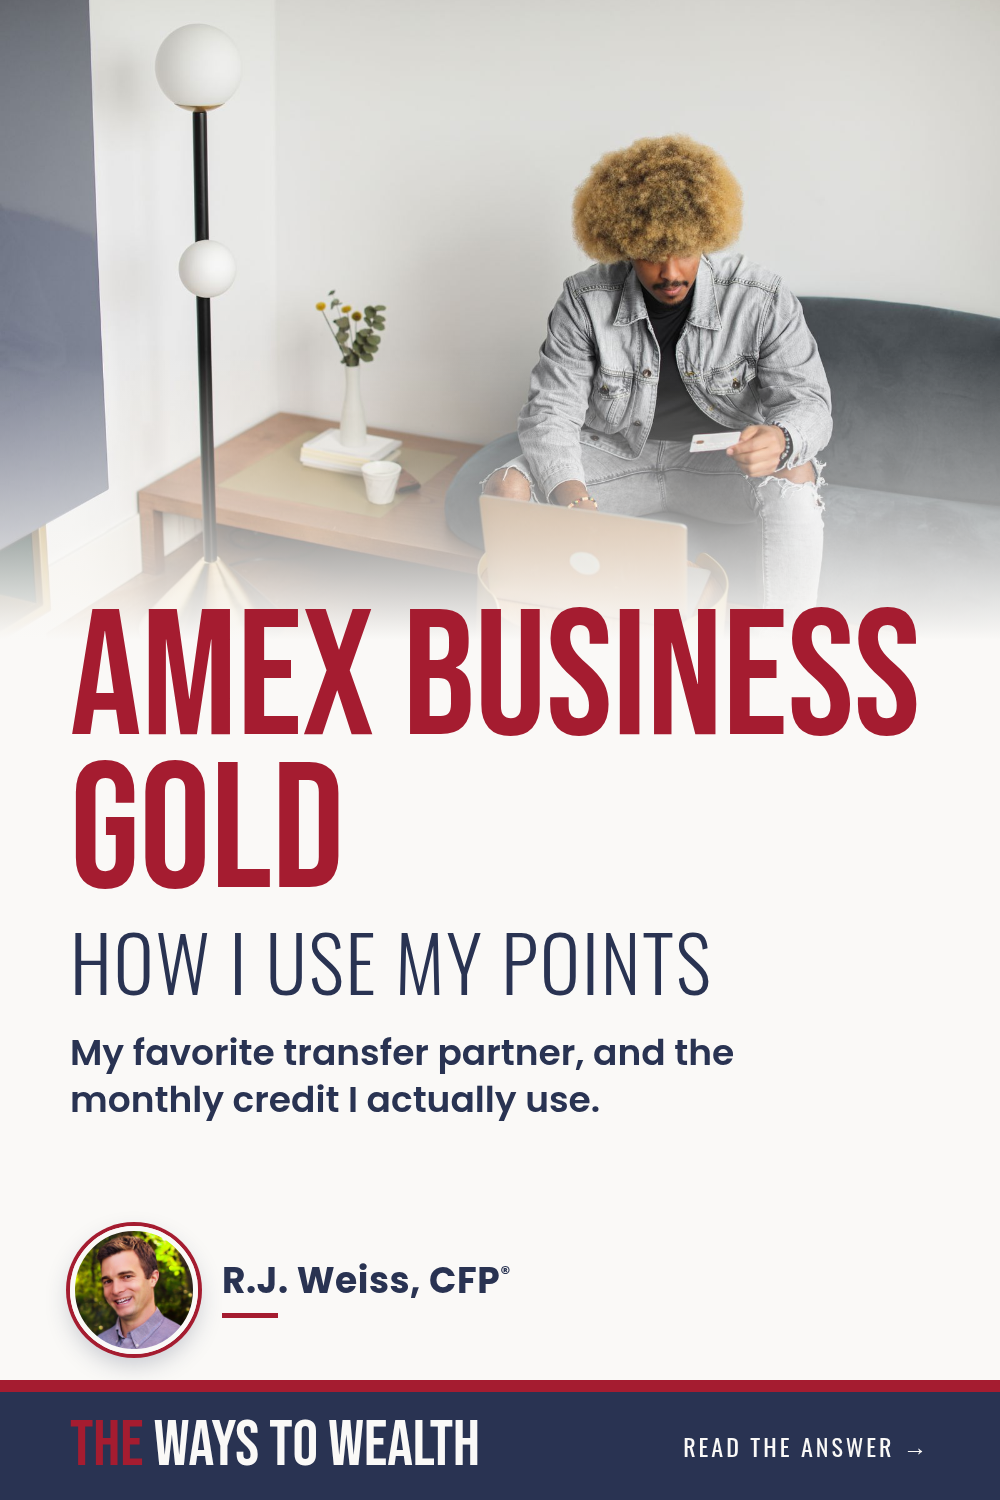 AMEX BUSINESS
GOLD
HOW I USE MY POINTS
My favorite transfer partner, and the
monthly credit I actually use.
R.J. Weiss, CFP®
THE WAYS TO WEALTH
READ THE ANSWER →